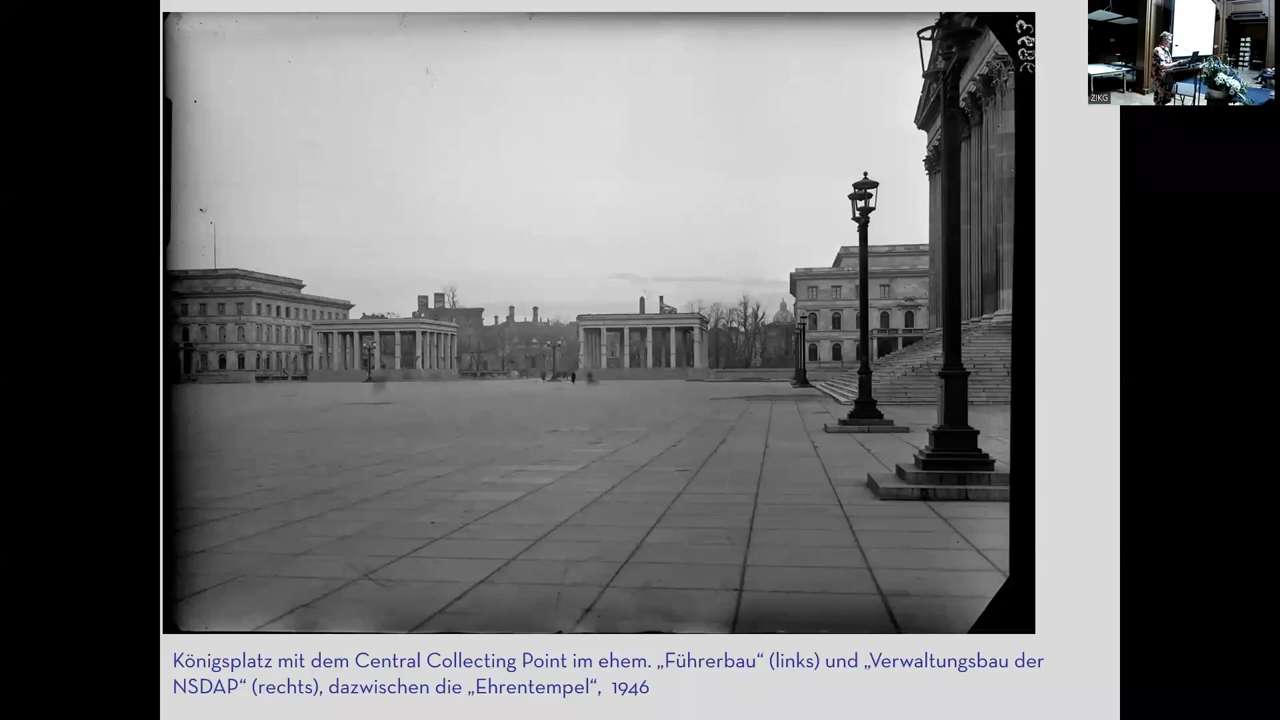 ZIKG
Königsplatz mit dem Central Collecting Point im ehem. „Führerbau“ (links) und „Verwaltungsbau der
NSDAP“ (rechts), dazwischen die „Ehrentempel“, 1946